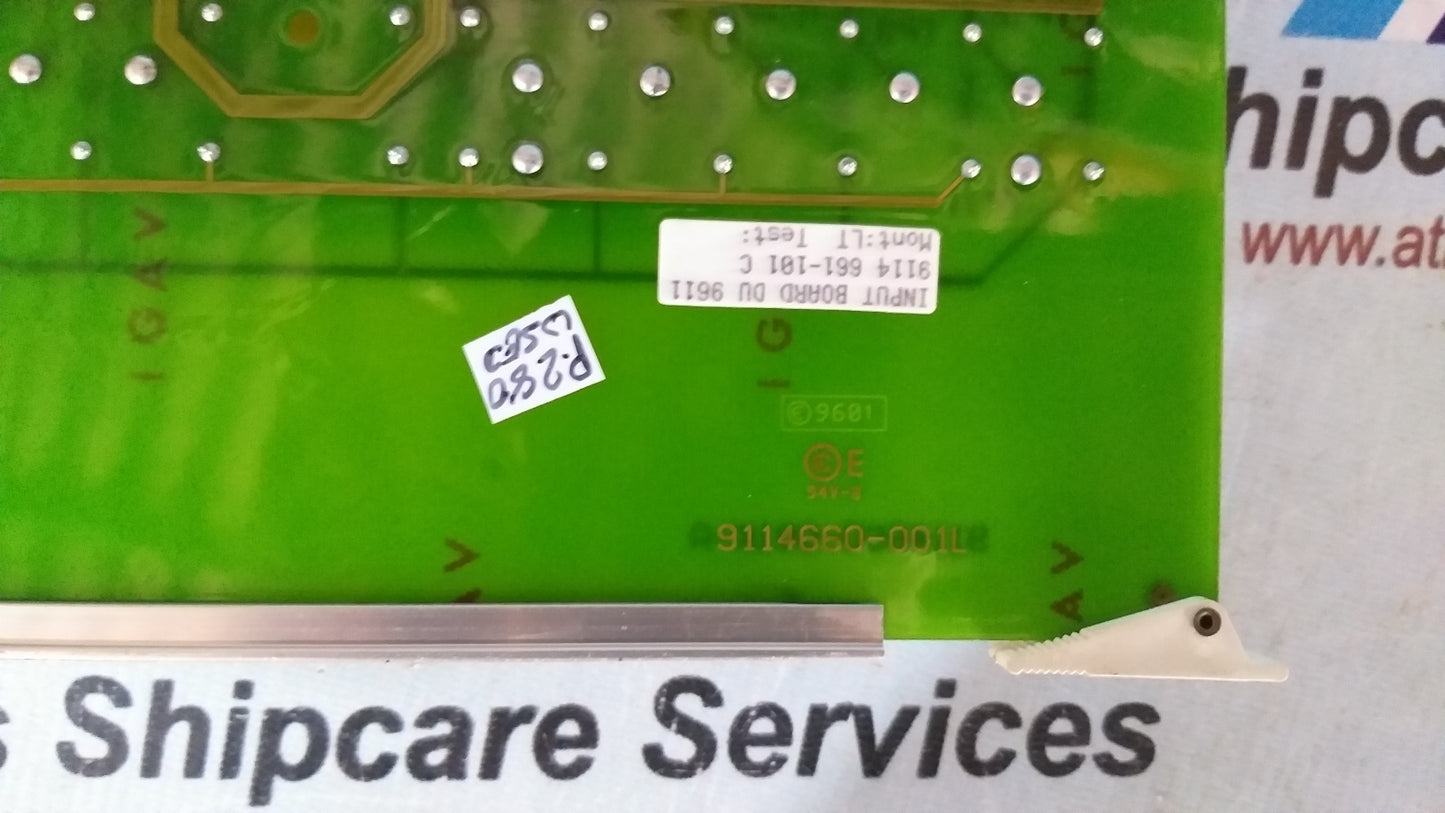 hipc
www.at
I G A V
INPUT BOARD DU 9611
9114 661-101 C
Mont:LT Test:
P.280
USED
I G
©9601
E
94V-0
9114660-001L
A V
A V
s Shipcare Services